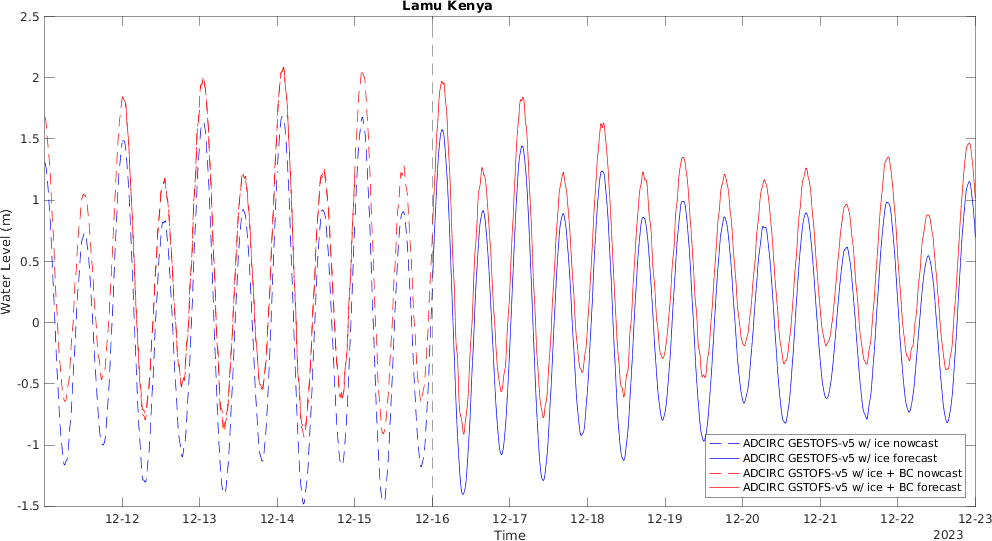 Lamu Kenya
Water Level (m)
2.5
2
1.5
1
0.5
0
-0.5
-1
-1.5
ADCIRC GESTOFS-v5 w/ ice nowcast
ADCIRC GESTOFS-v5 w/ ice forecast
ADCIRC GSTOFS-v5 w/ ice + BC nowcast
ADCIRC GSTOFS-v5 w/ ice + BC forecast
12-12 12-13 12-14 12-15 12-16 12-17 12-18 12-19 12-20 12-21 12-22 12-23
Time 2023